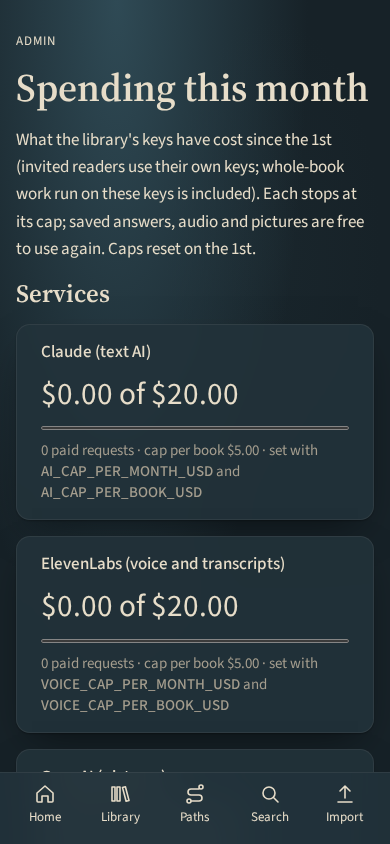 ADMIN
Spending this month
What the library's keys have cost since the 1st
(invited readers use their own keys; whole-book
work run on these keys is included). Each stops at
its cap; saved answers, audio and pictures are free
to use again. Caps reset on the 1st.
Services
Claude (text AI)
$0.00 of $20.00
0 paid requests · cap per book $5.00 · set with
AI_CAP_PER_MONTH_USD and
AI_CAP_PER_BOOK_USD
ElevenLabs (voice and transcripts)
$0.00 of $20.00
0 paid requests · cap per book $5.00 · set with
VOICE_CAP_PER_MONTH_USD and
VOICE_CAP_PER_BOOK_USD
Home
Library
Paths
Search
Import